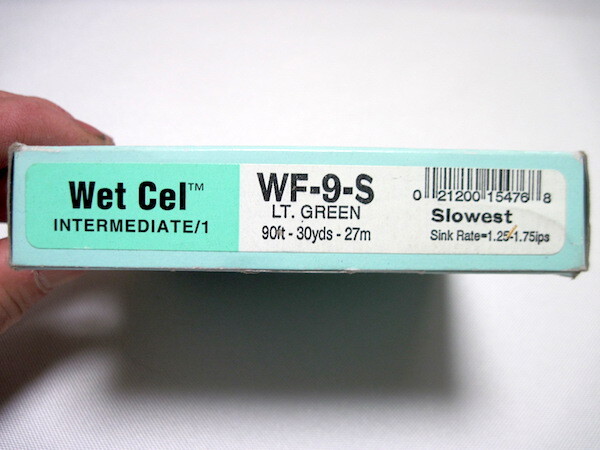 Wet Cel™
INTERMEDIATE/1
WF-9-S
LT. GREEN
90ft - 30yds - 27m
0 21200 15476 8
Slowest
Sink Rate=1.25-1.75ips